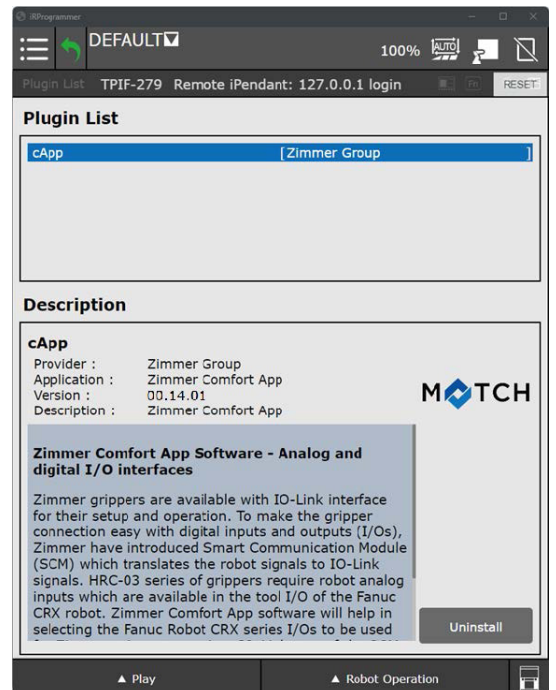 iRProgrammer
DEFAULT
100%
AUTO
Plugin List TPIF-279 Remote iPendant: 127.0.0.1 login Fn RESET
Plugin List
cApp [Zimmer Group ]
Description
cApp
Provider : Zimmer Group
Application : Zimmer Comfort App
Version : 00.14.01
Description : Zimmer Comfort App
MATCH
Zimmer Comfort App Software - Analog and
digital I/O interfaces
Zimmer grippers are available with IO-Link interface
for their setup and operation. To make the gripper
connection easy with digital inputs and outputs (I/Os),
Zimmer have introduced Smart Communication Module
(SCM) which translates the robot signals to IO-Link
signals. HRC-03 series of grippers require robot analog
inputs which are available in the tool I/O of the Fanuc
CRX robot. Zimmer Comfort App software will help in
selecting the Fanuc Robot CRX series I/Os to be used
Uninstall
▲ Play ▲ Robot Operation